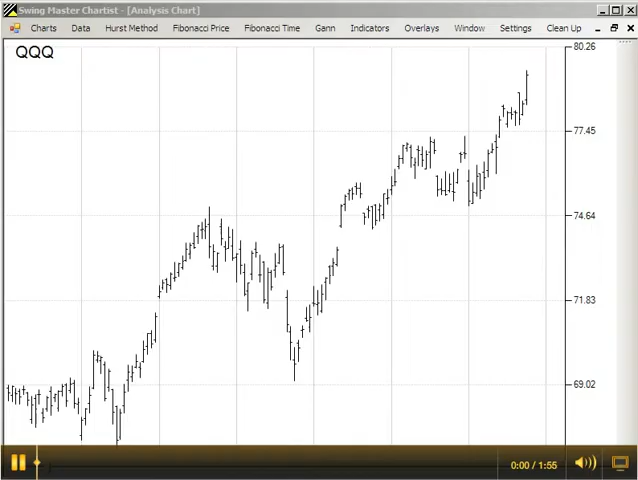 Swing Master Chartist - [Analysis Chart]
Charts Data Hurst Method Fibonacci Price Fibonacci Time Gann Indicators Overlays Window Settings Clean Up
QQQ
80.26
77.45
74.64
71.83
69.02
0:00 / 1:55